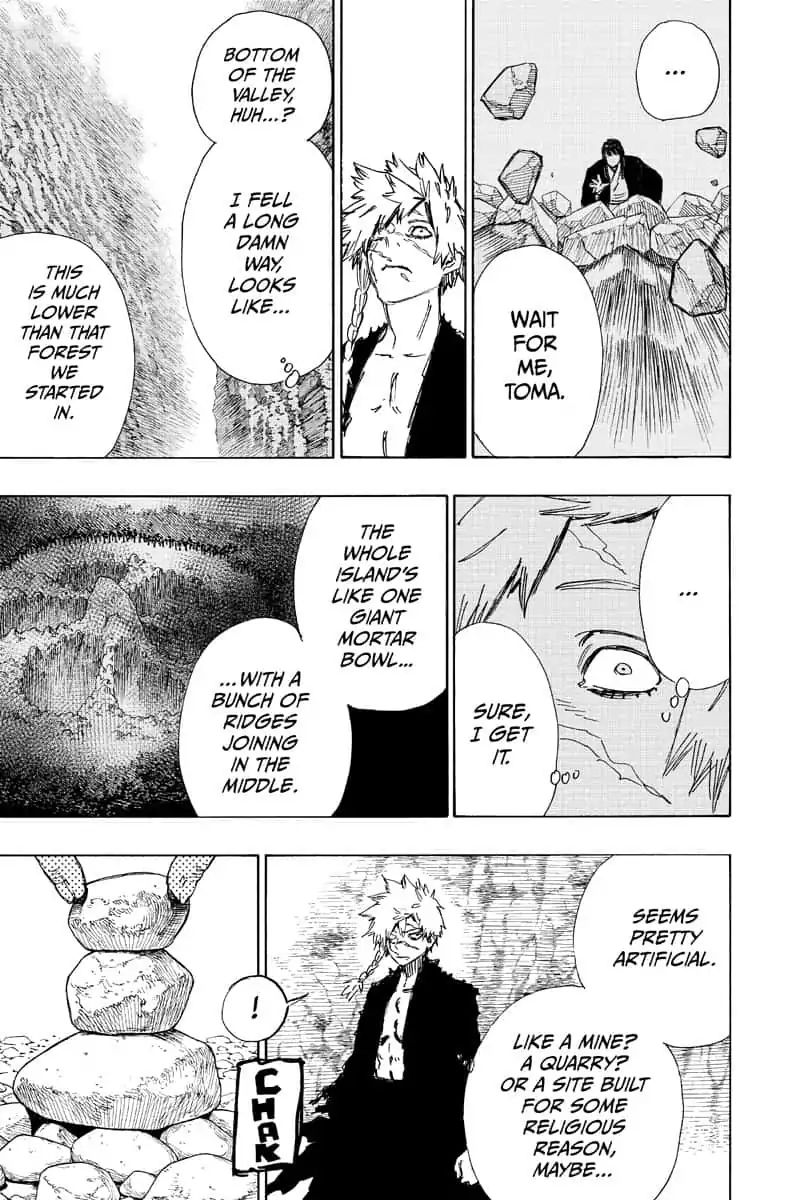 ...
WAIT
FOR
ME,
TOMA.
BOTTOM
OF THE
VALLEY,
HUH...?
I FELL
A LONG
DAMN
WAY,
LOOKS
LIKE...
THIS
IS MUCH
LOWER
THAN THAT
FOREST
WE
STARTED
IN.
...
SURE,
I GET
IT.
THE
WHOLE
ISLAND'S
LIKE ONE
GIANT
MORTAR
BOWL...
...WITH A
BUNCH OF
RIDGES
JOINING
IN THE
MIDDLE.
SEEMS
PRETTY
ARTIFICIAL.
LIKE A MINE?
A QUARRY?
OR A SITE BUILT
FOR SOME
RELIGIOUS
REASON,
MAYBE...
!
CHAK